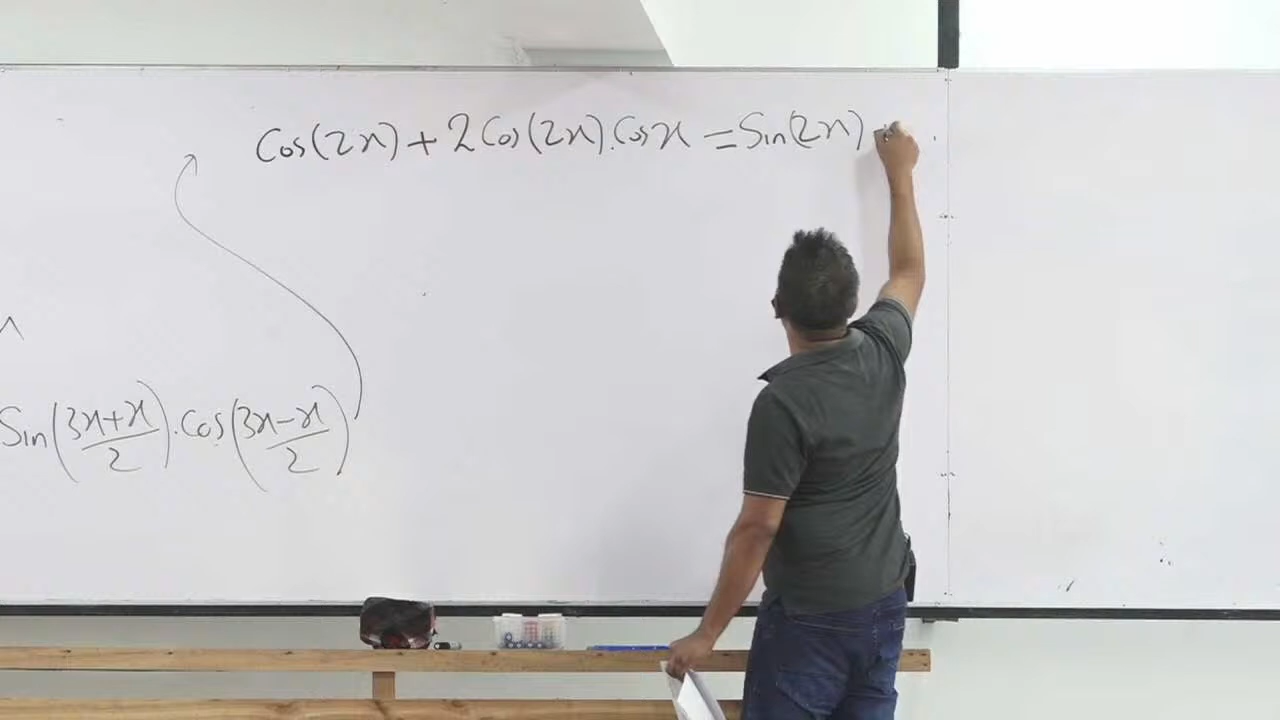 Cos(2x) + 2Cos(2x).Cosx = Sin(2x)
Sin(3x+x/2).Cos(3x-x/2)